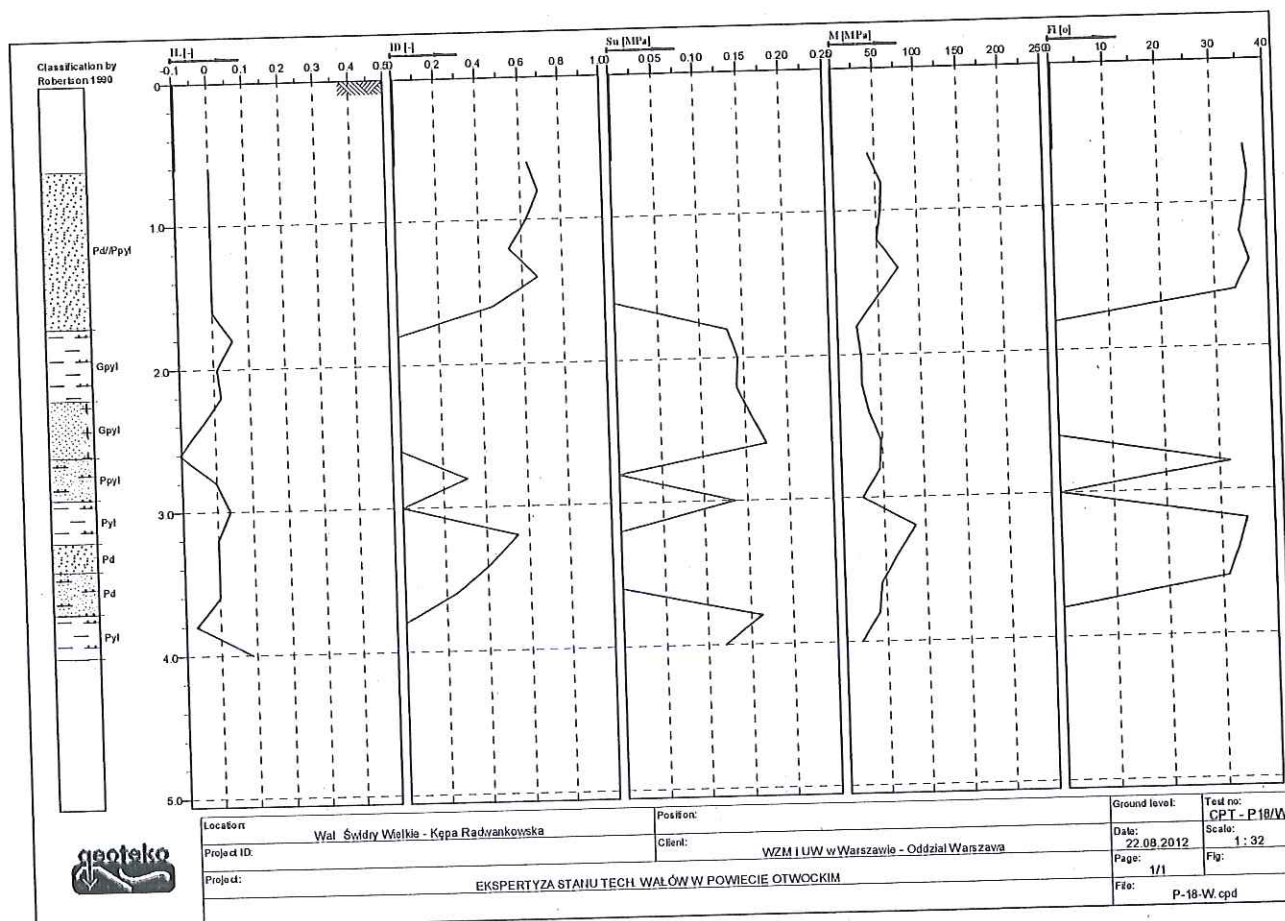 Classification by
Robertson 1990
IL [-]
-0.1 0 0.1 0.2 0.3 0.4 0.5
ID [-]
0 0.2 0.4 0.6 0.8 1.0
Su [MPa]
0 0.05 0.10 0.15 0.20 0.25
M [MPa]
0 50 100 150 200 250
FI [o]
0 10 20 30 40
0
1.0
2.0
3.0
4.0
5.0
Pd//Ppyl
Gpyl
Gpyl
Ppyl
Pyl
Pd
Pd
Pyl
geoteko
Location:
Wal Świdry Wielkie - Kępa Radwankowska
Position:
Ground level:
Test no:
CPT - P18/W
Project ID:
Client:
WZM i UW w Warszawie - Oddzial Warszawa
Date:
22.08.2012
Scale:
1 : 32
Project:
EKSPERTYZA STANU TECH. WAŁÓW W POWIECIE OTWOCKIM
Page:
1/1
Fig:
File:
P-18-W.cpd